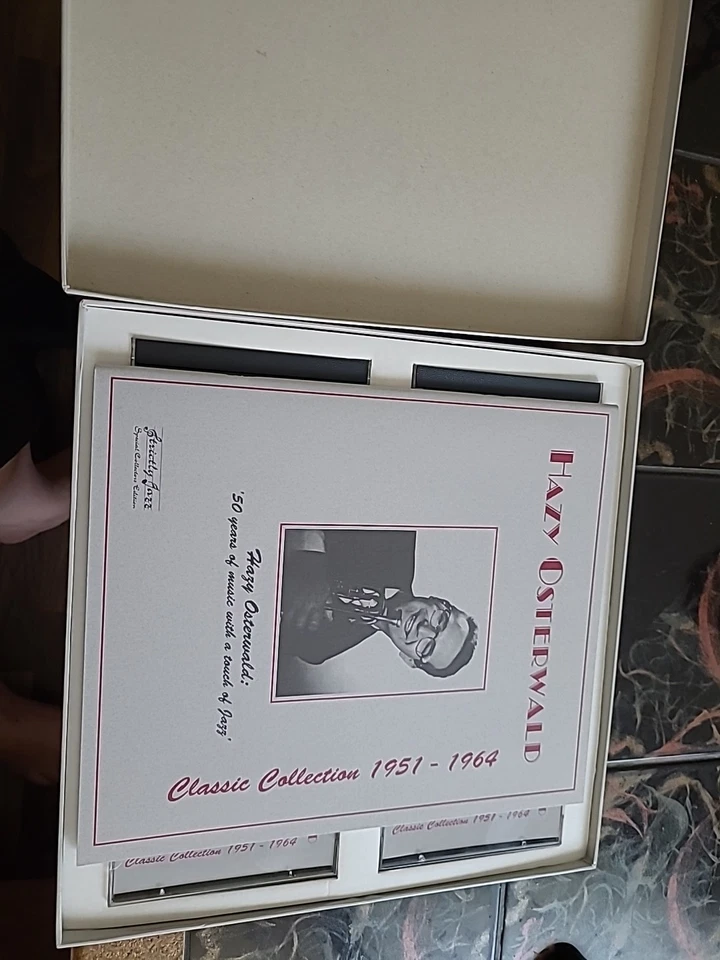 HAZY OSTERWALD
Hazy Osterwald:
'50 years of music with a touch of Jazz'
Strictly Jazz
Special Collectors Edition
Classic Collection 1951 - 1964
Classic Collection 1951 - 1964
Classic Collection 1951 - 1964